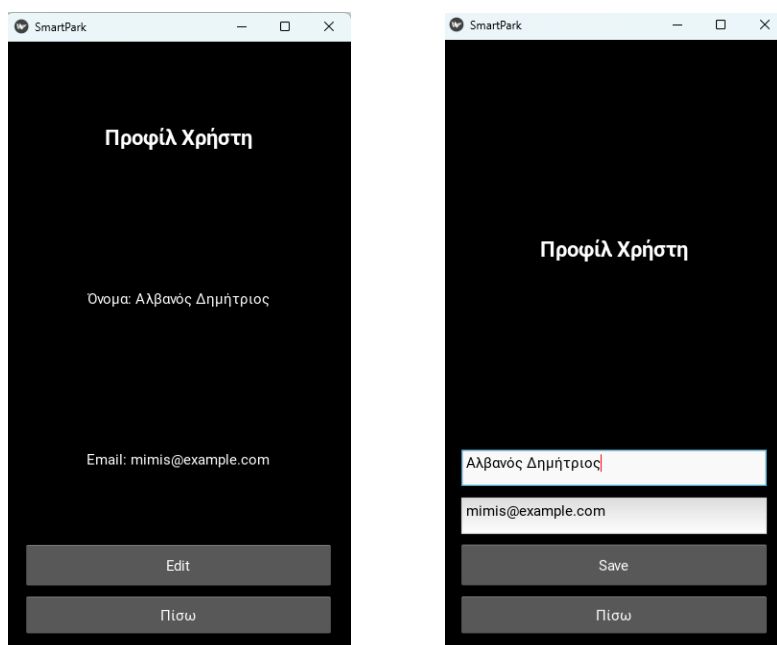 SmartPark
Προφίλ Χρήστη
Όνομα: Αλβανός Δημήτριος
Email: mimis@example.com
Edit
Πίσω
SmartPark
Προφίλ Χρήστη
Αλβανός Δημήτριος
mimis@example.com
Save
Πίσω